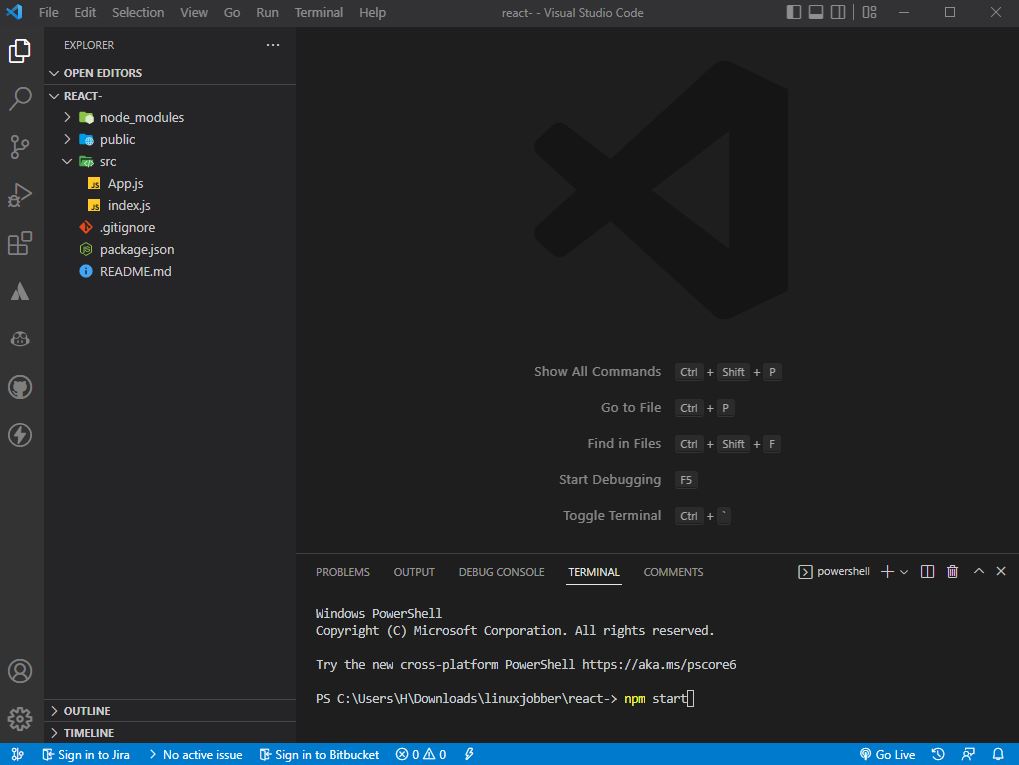 File Edit Selection View Go Run Terminal Help react- - Visual Studio Code
EXPLORER
OPEN EDITORS
REACT-
node_modules
public
src
JS App.js
JS index.js
.gitignore
package.json
README.md
Show All Commands Ctrl + Shift + P
Go to File Ctrl + P
Find in Files Ctrl + Shift + F
Start Debugging F5
Toggle Terminal Ctrl + `
PROBLEMS OUTPUT DEBUG CONSOLE TERMINAL COMMENTS powershell
Windows PowerShell
Copyright (C) Microsoft Corporation. All rights reserved.
Try the new cross-platform PowerShell https://aka.ms/pscore6
PS C:\Users\H\Downloads\linuxjobber\react-> npm start
OUTLINE
TIMELINE
Sign in to Jira No active issue Sign in to Bitbucket 0 0 Go Live